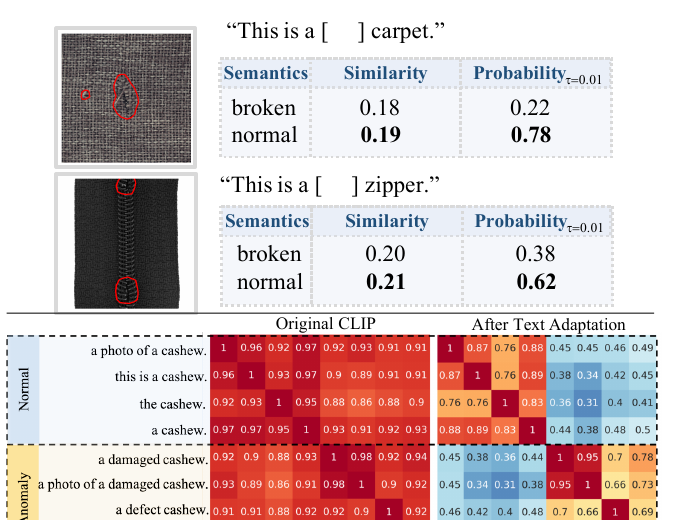 “This is a [ ] carpet.”
Semantics Similarity Probability τ=0.01
broken 0.18 0.22
normal 0.19 0.78
“This is a [ ] zipper.”
Semantics Similarity Probability τ=0.01
broken 0.20 0.38
normal 0.21 0.62
Original CLIP After Text Adaptation
Normal
a photo of a cashew. 1 0.96 0.92 0.97 0.92 0.93 0.91 0.91 1 0.87 0.76 0.88 0.45 0.45 0.46 0.49
this is a cashew. 0.96 1 0.93 0.97 0.9 0.89 0.91 0.91 0.87 1 0.76 0.89 0.38 0.34 0.42 0.45
the cashew. 0.92 0.93 1 0.95 0.88 0.86 0.88 0.9 0.76 0.76 1 0.83 0.36 0.31 0.4 0.41
a cashew. 0.97 0.97 0.95 1 0.93 0.91 0.92 0.93 0.88 0.89 0.83 1 0.44 0.38 0.48 0.5
Anomaly
a damaged cashew. 0.92 0.9 0.88 0.93 1 0.98 0.92 0.94 0.45 0.38 0.36 0.44 1 0.95 0.7 0.78
a photo of a damaged cashew. 0.93 0.89 0.86 0.91 0.98 1 0.9 0.92 0.45 0.34 0.31 0.38 0.95 1 0.66 0.73
a defect cashew. 0.91 0.91 0.88 0.92 0.92 0.9 1 0.92 0.46 0.42 0.4 0.48 0.7 0.66 1 0.69